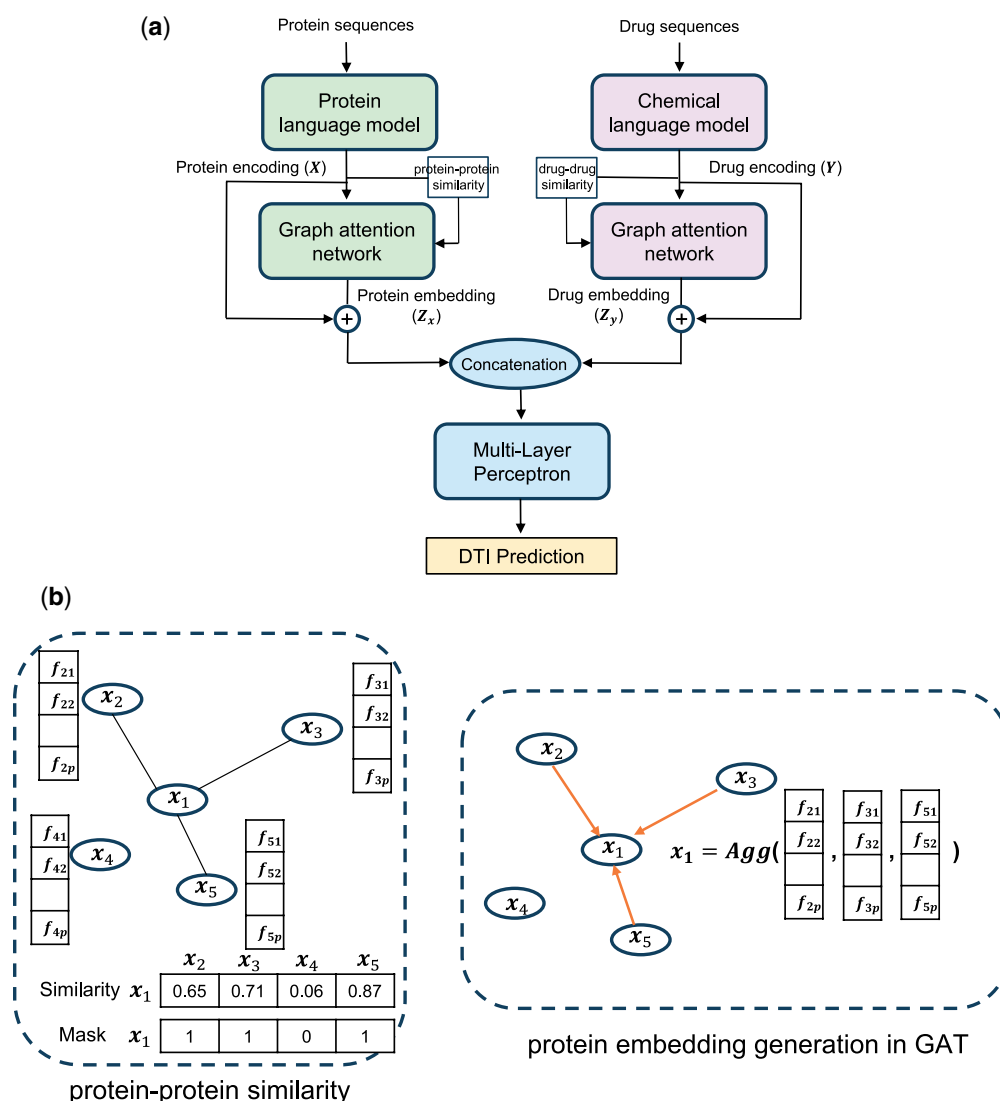 (a)
Protein sequences
Drug sequences
Protein
language model
Chemical
language model
Protein encoding (X)
protein-protein
similarity
drug-drug
similarity
Drug encoding (Y)
Graph attention
network
Graph attention
network
Protein embedding
(Zₓ)
Drug embedding
(Z_y)
+
+
Concatenation
Multi-Layer
Perceptron
DTI Prediction
(b)
f₂₁
f₂₂
f₂ₚ
x₂
f₃₁
f₃₂
f₃ₚ
x₃
x₁
f₄₁
f₄₂
f₄ₚ
x₄
f₅₁
f₅₂
f₅ₚ
x₅
x₂ x₃ x₄ x₅
Similarity x₁ 0.65 0.71 0.06 0.87
Mask x₁ 1 1 0 1
protein-protein similarity
x₂
x₃
x₁
x₄
x₅
x₁ = Agg( , , )
f₂₁ f₃₁ f₅₁
f₂₂ f₃₂ f₅₂
f₂ₚ f₃ₚ f₅ₚ
protein embedding generation in GAT